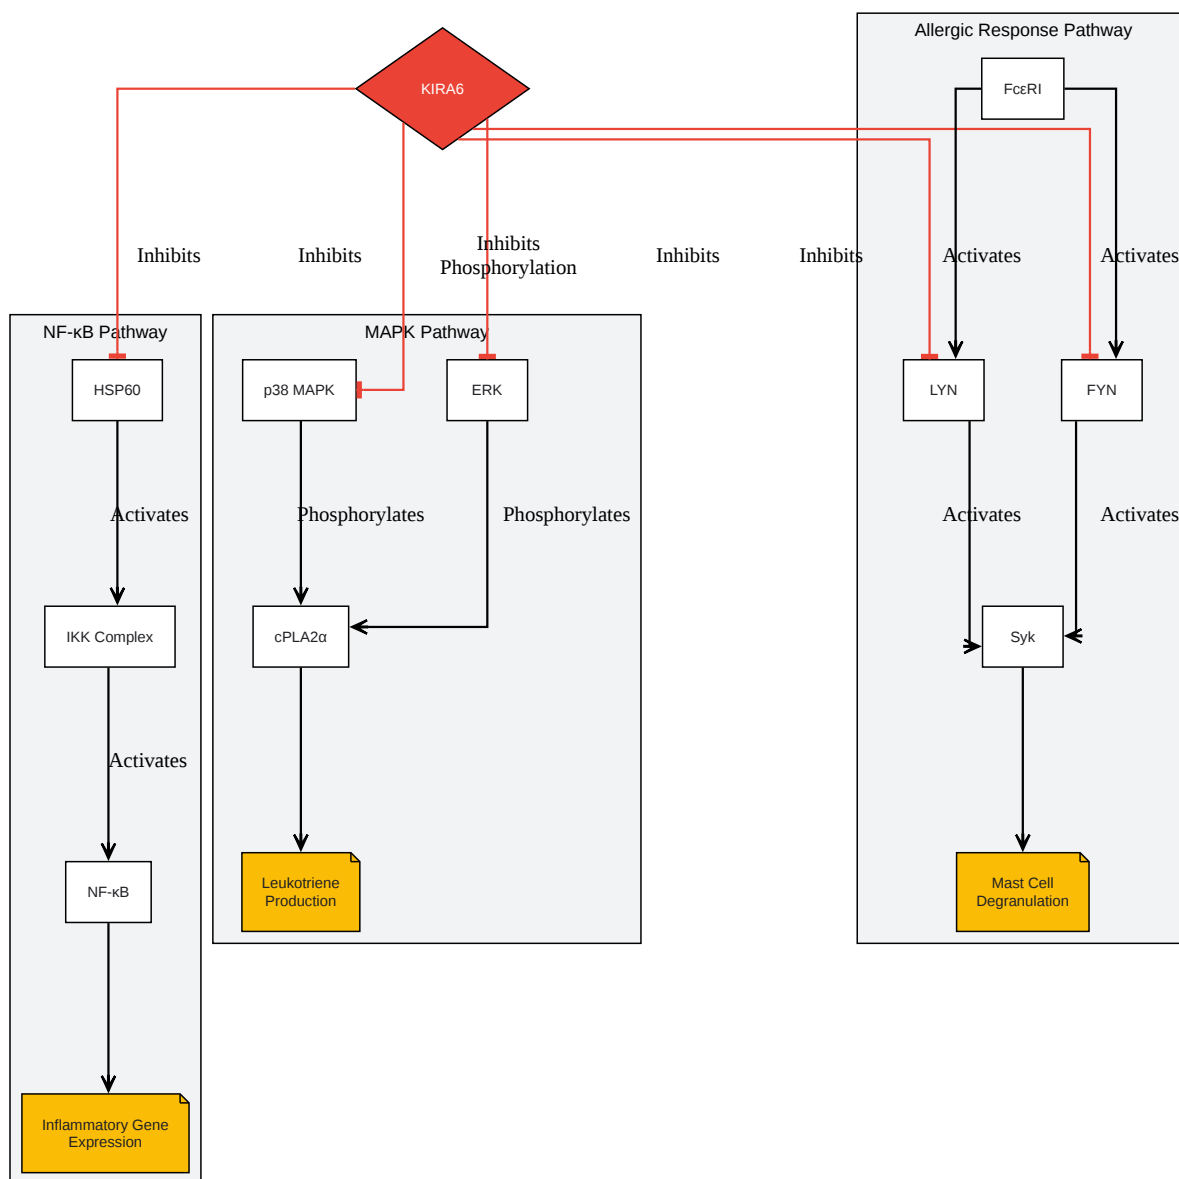 Allergic Response Pathway
KIRA6
FcεRI
Inhibits
Inhibits
Inhibits
Phosphorylation
Inhibits
Inhibits
Activates
Activates
NF-κB Pathway
MAPK Pathway
HSP60
p38 MAPK
ERK
LYN
FYN
Activates
Phosphorylates
Phosphorylates
Activates
Activates
IKK Complex
cPLA2α
Syk
Activates
NF-κB
Leukotriene
Production
Mast Cell
Degranulation
Inflammatory Gene
Expression